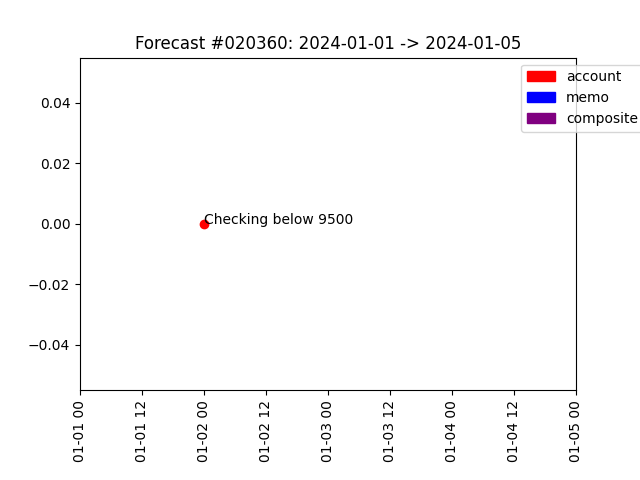 Forecast #020360: 2024-01-01 -> 2024-01-05
account
memo
composite
0.04
0.02
0.00
−0.02
−0.04
Checking below 9500
01-01 00
01-01 12
01-02 00
01-02 12
01-03 00
01-03 12
01-04 00
01-04 12
01-05 00